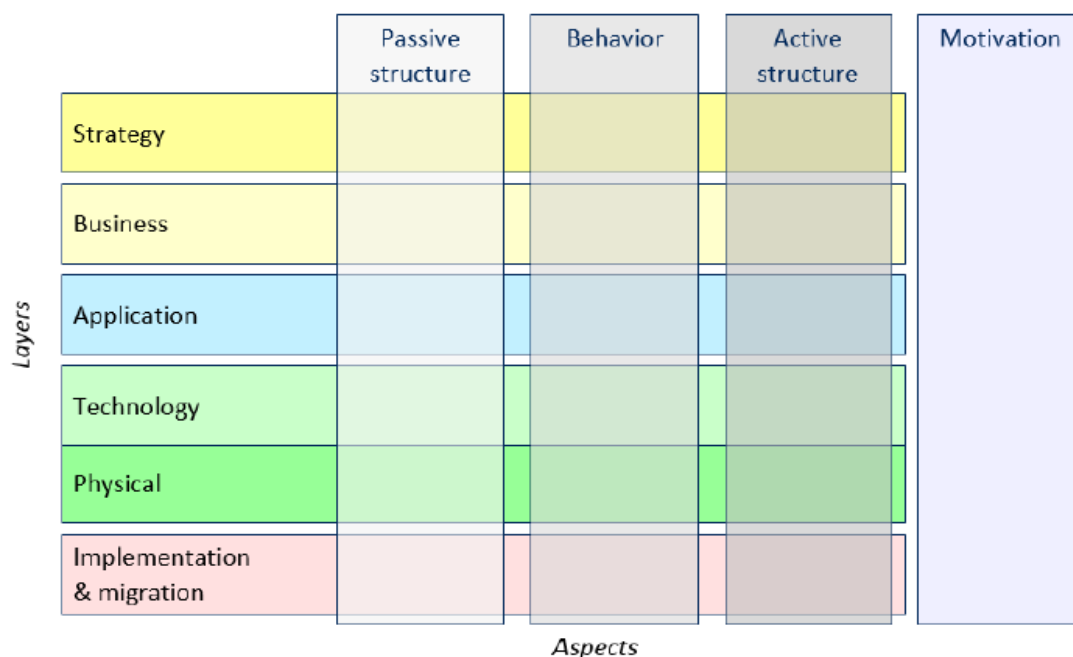 Passive
structure
Behavior
Active
structure
Motivation
Strategy
Business
Application
Technology
Physical
Implementation
& migration
Layers
Aspects